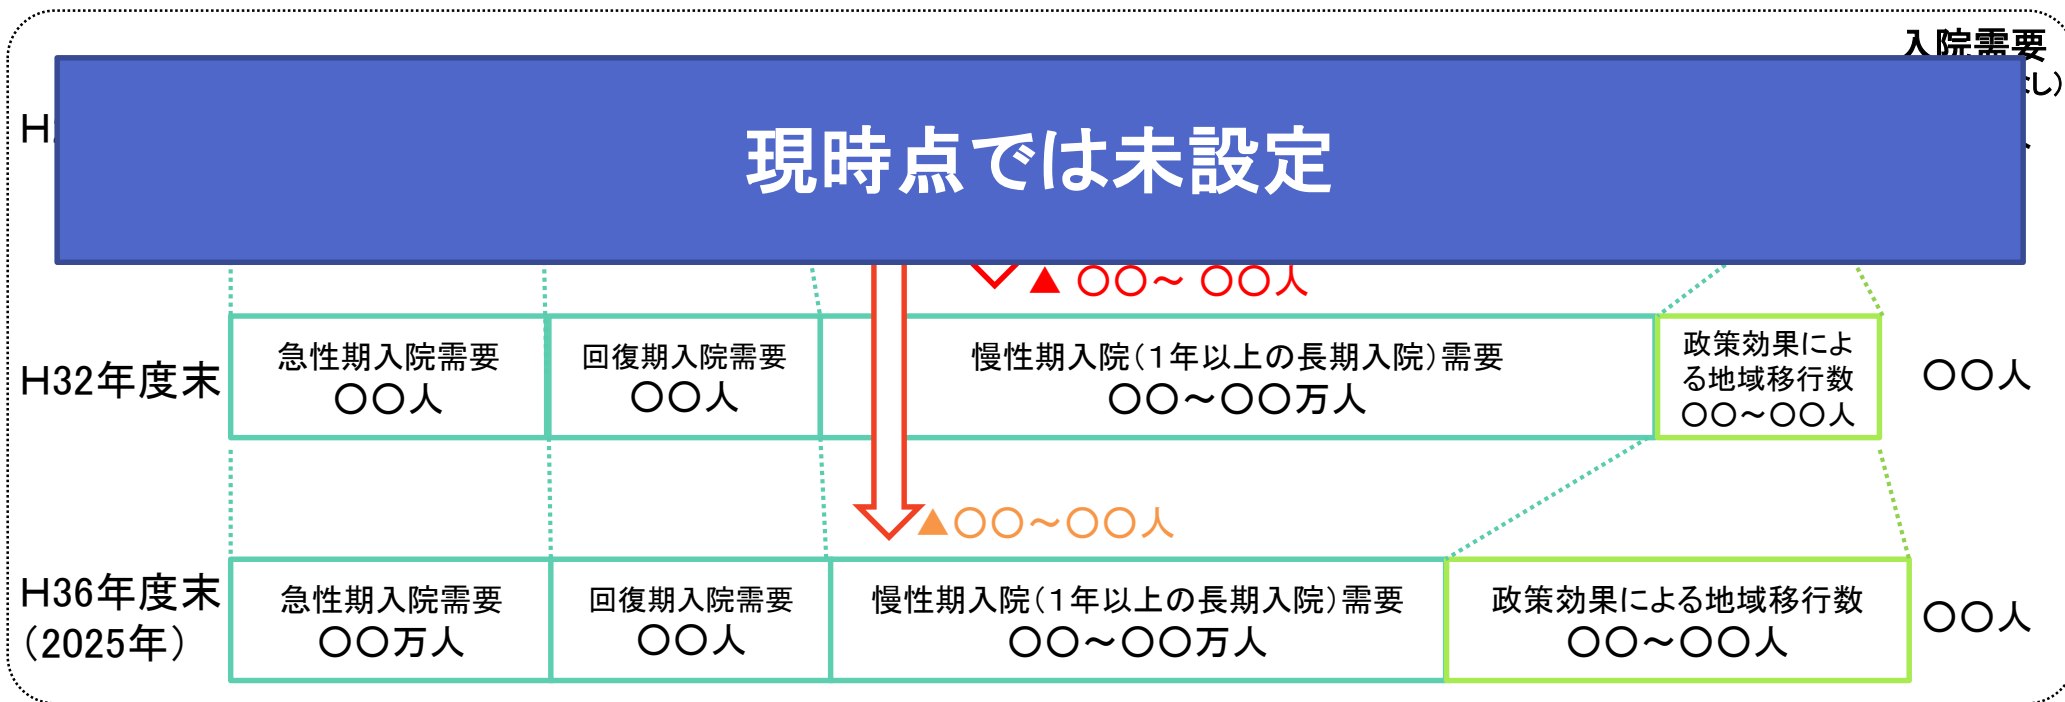 入院需要
し）
H
現時点では未設定
▲ 〇〇～ 〇〇人
H32年度末
急性期入院需要
〇〇人
回復期入院需要
〇〇人
慢性期入院（１年以上の長期入院）需要
〇〇～〇〇万人
政策効果によ
る地域移行数
〇〇～〇〇人
〇〇人
▲〇〇～〇〇人
H36年度末
（2025年）
急性期入院需要
〇〇万人
回復期入院需要
〇〇人
慢性期入院（１年以上の長期入院）需要
〇〇～〇〇万人
政策効果による地域移行数
〇〇～〇〇人
〇〇人